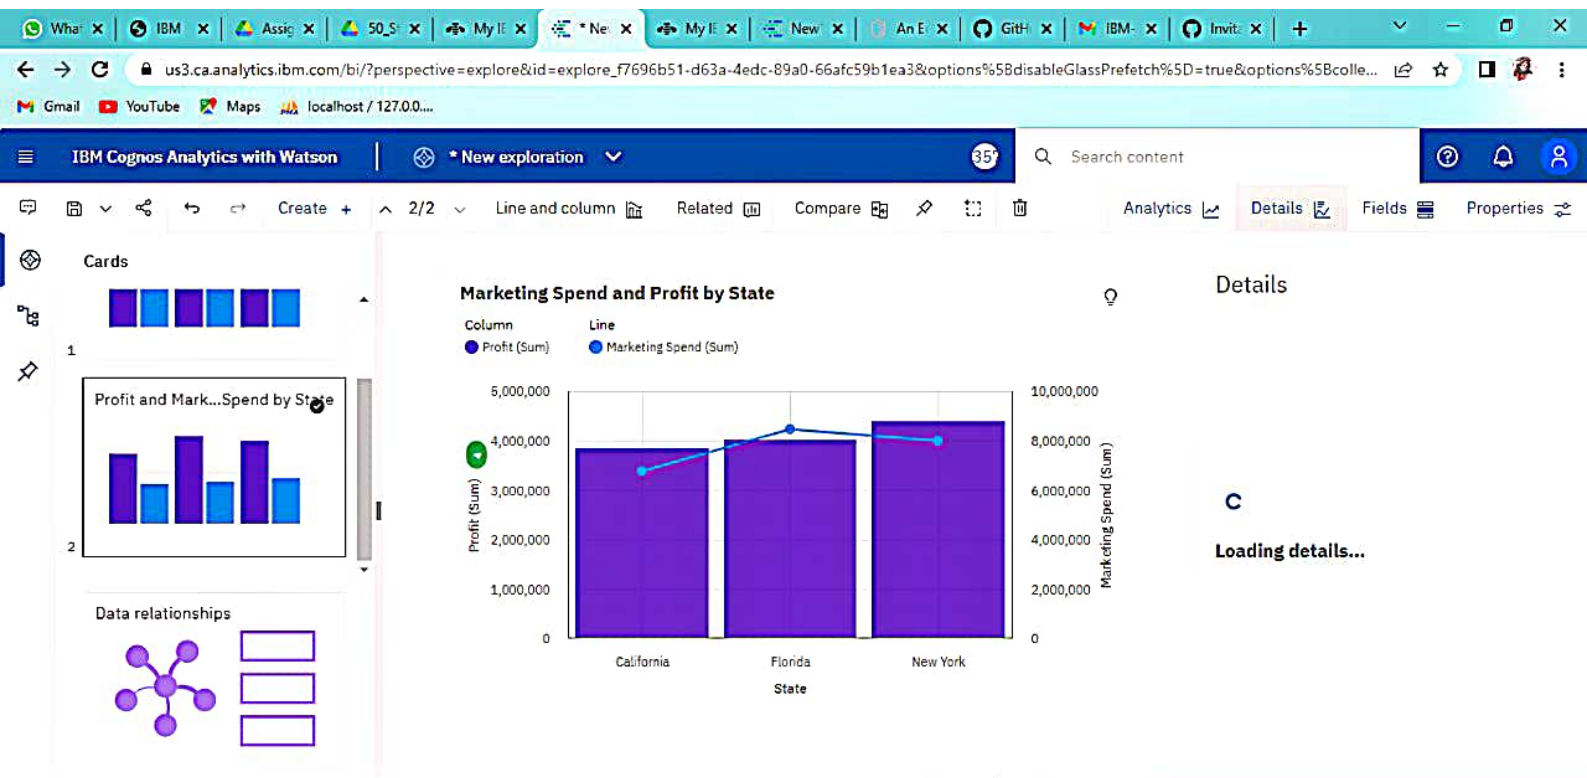 What
IBM
Assig
50_S
My IE
* Ne
My IE
New
An E
GitH
IBM-
Invit
us3.ca.analytics.ibm.com/bi/?perspective=explore&id=explore_f7696b51-d63a-4edc-89a0-66afc59b1ea3&options%5BdisableGlassPrefetch%5D=true&options%5Bcolle...
Gmail YouTube Maps localhost / 127.0.0....
IBM Cognos Analytics with Watson * New exploration Search content
Create + 2/2 Line and column Related Compare Analytics Details Fields Properties
Cards
1
Profit and Mark...Spend by State
2
Data relationships
Marketing Spend and Profit by State
Column Line
Profit (Sum) Marketing Spend (Sum)
5,000,000
4,000,000
3,000,000
2,000,000
1,000,000
0
Profit (Sum)
10,000,000
8,000,000
6,000,000
4,000,000
2,000,000
0
Marketing Spend (Sum)
California Florida New York
State
Details
Loading details...